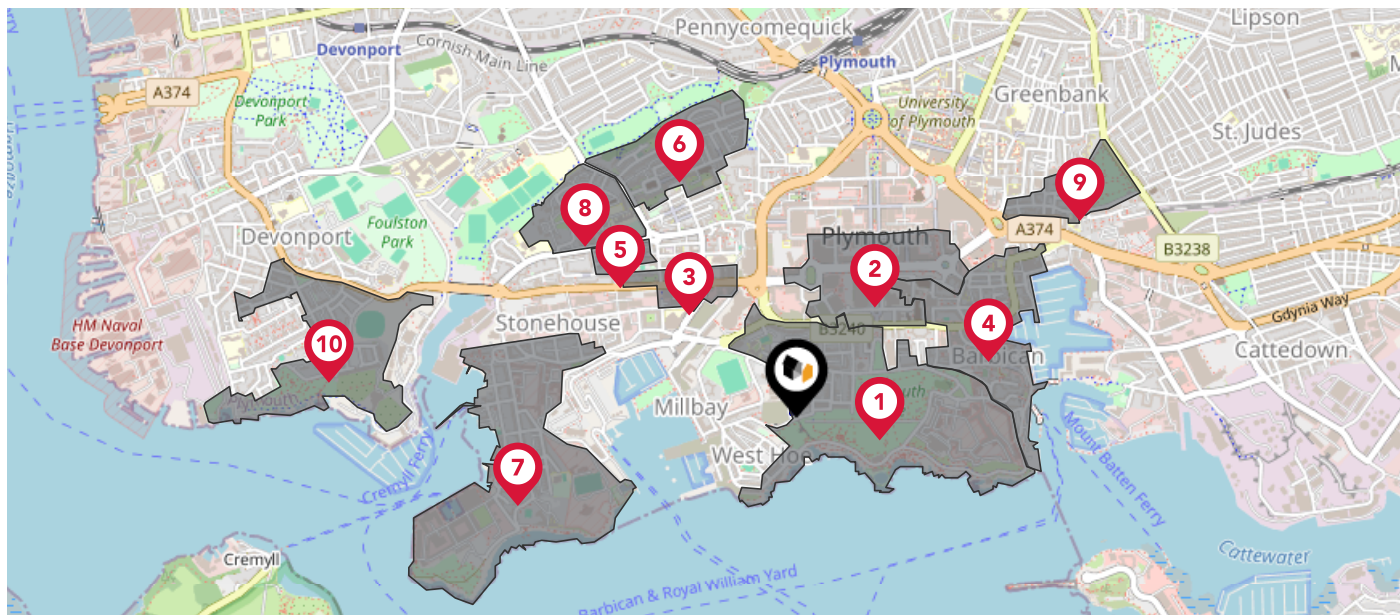 Pennycomequick
Lipson
Devonport
Cornish Main Line
Plymouth
A374
Devonport
Park
University
of Plymouth
Greenbank
St. Judes
6
9
8
Foulston
Park
Devonport
5
3
Plymouth
2
A374
B3238
HM Naval
Base Devonport
10
Stonehouse
B3240
4
Barbican
Gdynia Way
Cattedown
Millbay
1
West Hoe
7
Cremyll Ferry
Mount Batten Ferry
Cremyll
Cattewater
Barbican & Royal William Yard